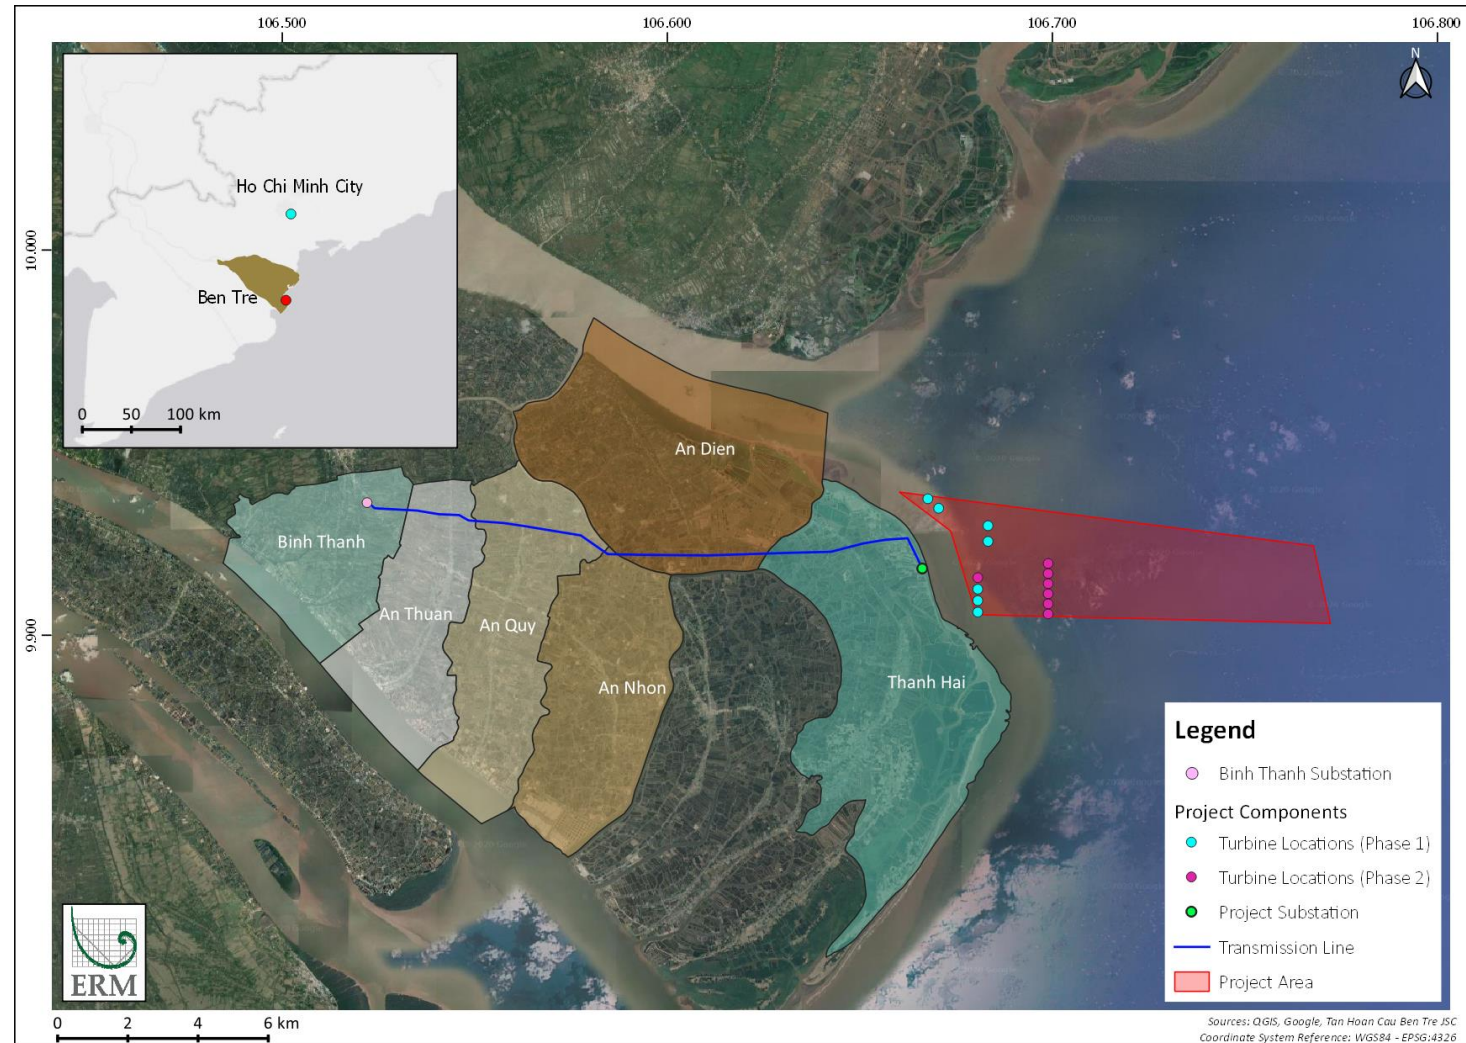 106.500
106.600
106.700
106.800
10.000
9.900
N
Ho Chi Minh City
Ben Tre
0 50 100 km
An Dien
Binh Thanh
An Thuan
An Quy
An Nhon
Thanh Hai
Legend
Binh Thanh Substation
Project Components
Turbine Locations (Phase 1)
Turbine Locations (Phase 2)
Project Substation
Transmission Line
Project Area
ERM
0 2 4 6 km
Sources: QGIS, Google, Tan Hoan Cau Ben Tre JSC
Coordinate System Reference: WGS84 - EPSG:4326